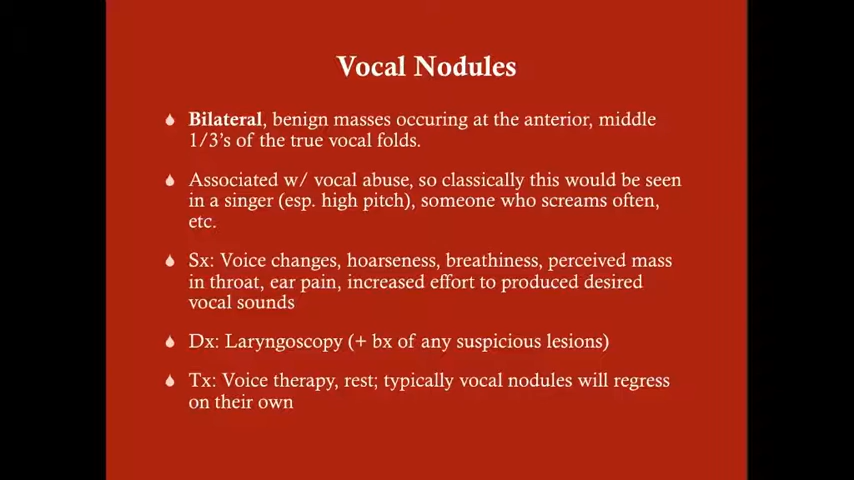 Vocal Nodules
Bilateral, benign masses occuring at the anterior, middle
1/3's of the true vocal folds.
Associated w/ vocal abuse, so classically this would be seen
in a singer (esp. high pitch), someone who screams often,
etc.
Sx: Voice changes, hoarseness, breathiness, perceived mass
in throat, ear pain, increased effort to produced desired
vocal sounds
Dx: Laryngoscopy (+ bx of any suspicious lesions)
Tx: Voice therapy, rest; typically vocal nodules will regress
on their own